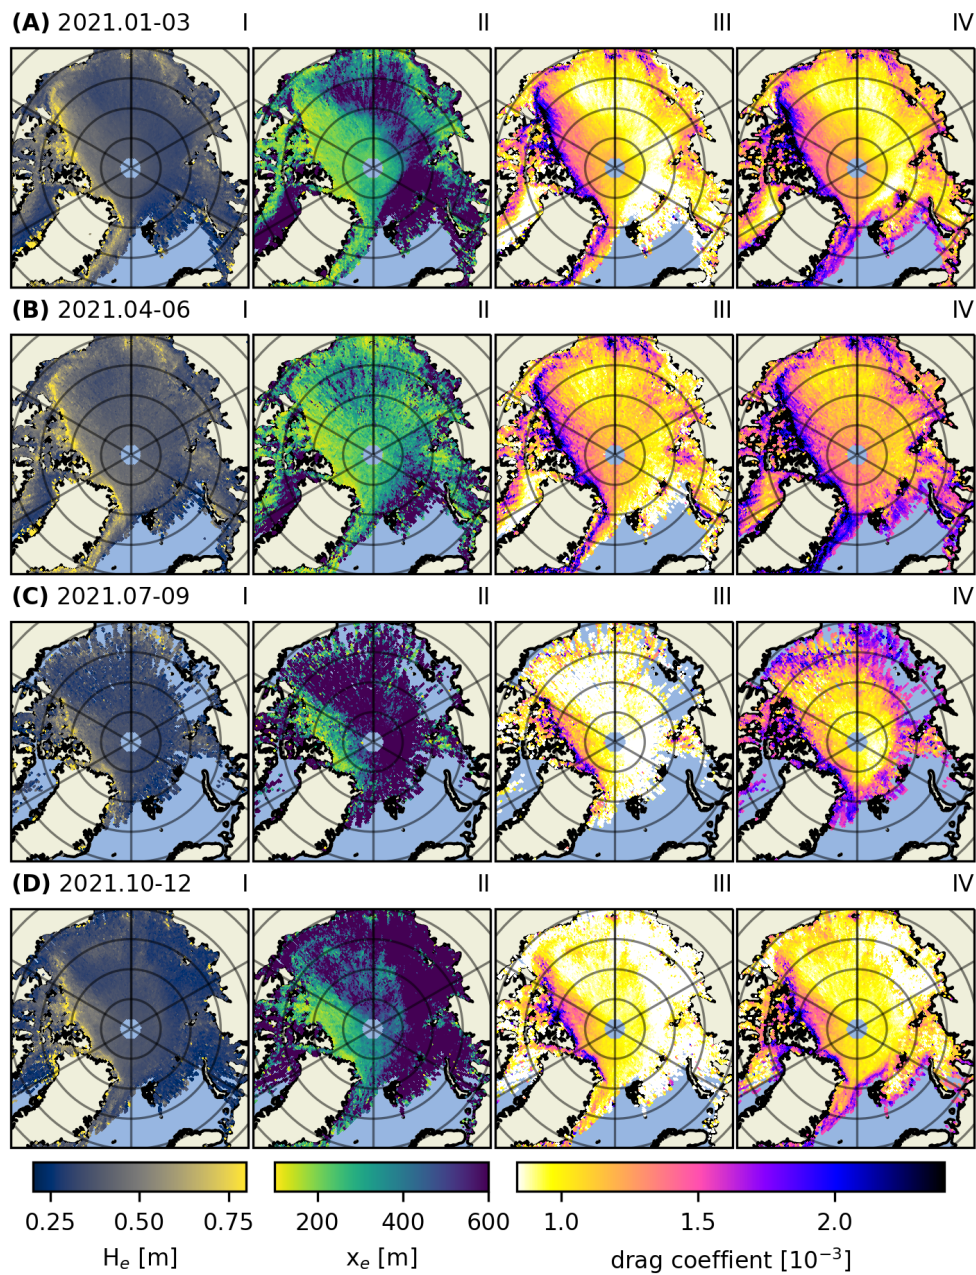 (A) 2021.01-03 I II III IV
(B) 2021.04-06 I II III IV
(C) 2021.07-09 I II III IV
(D) 2021.10-12 I II III IV
0.25 0.50 0.75 200 400 600 1.0 1.5 2.0
Hₑ [m] xₑ [m] drag coeffient [10⁻³]